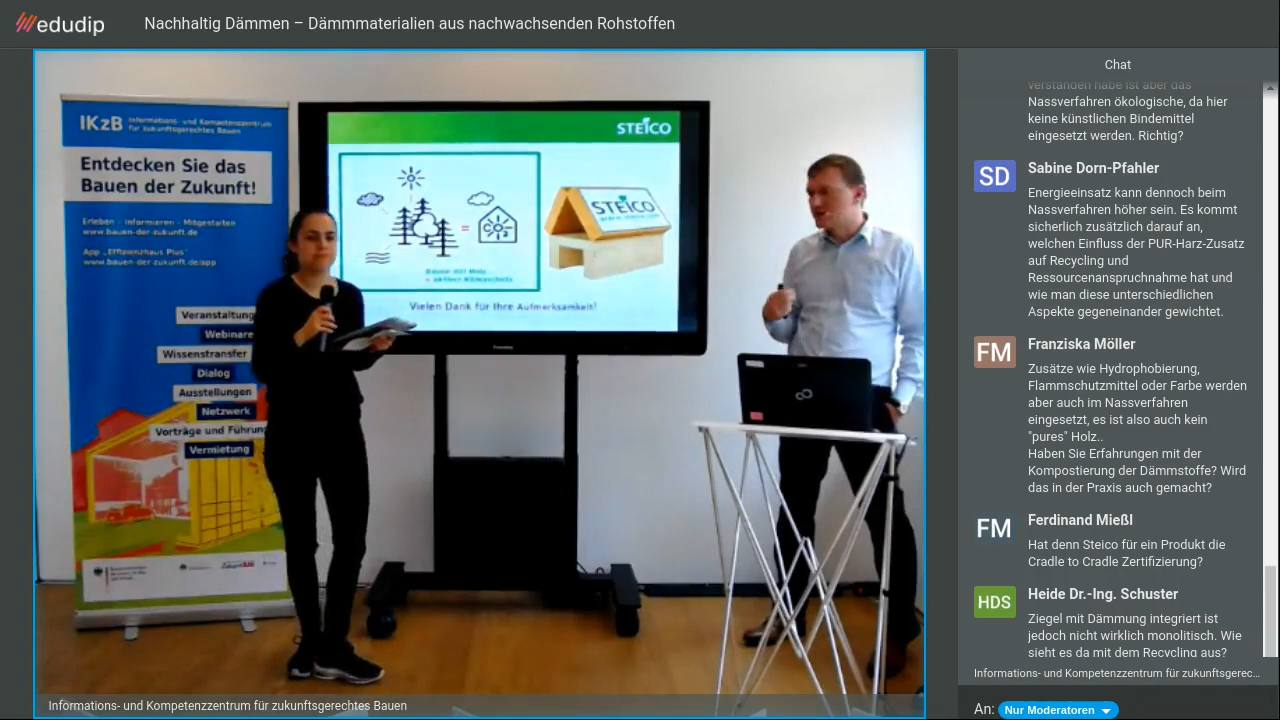 edudip
Nachhaltig Dämmen – Dämmmaterialien aus nachwachsenden Rohstoffen
IKzB
Informations- und Kompetenzzentrum
für zukunftsgerechtes Bauen
Entdecken Sie das
Bauen der Zukunft!
Erleben - Informieren - Mitgestalten
www.bauen-der-zukunft.de
App „Effizienzhaus Plus"
www.bauen-der-zukunft.de/app
Veranstaltung
Webinare
Wissenstransfer
Dialog
Ausstellungen
Netzwerk
Vorträge und Führun
Vermietung
STEICO
=
STEICO
Vielen Dank für Ihre Aufmerksamkeit!
Informations- und Kompetenzzentrum für zukunftsgerechtes Bauen
Chat
verstanden habe ist aber das
Nassverfahren ökologische, da hier
keine künstlichen Bindemittel
eingesetzt werden. Richtig?
SD
Sabine Dorn-Pfahler
Energieeinsatz kann dennoch beim
Nassverfahren höher sein. Es kommt
sicherlich zusätzlich darauf an,
welchen Einfluss der PUR-Harz-Zusatz
auf Recycling und
Ressourcenanspruchnahme hat und
wie man diese unterschiedlichen
Aspekte gegeneinander gewichtet.
FM
Franziska Möller
Zusätze wie Hydrophobierung,
Flammschutzmittel oder Farbe werden
aber auch im Nassverfahren
eingesetzt, es ist also auch kein
"pures" Holz..
Haben Sie Erfahrungen mit der
Kompostierung der Dämmstoffe? Wird
das in der Praxis auch gemacht?
FM
Ferdinand Mießl
Hat denn Steico für ein Produkt die
Cradle to Cradle Zertifizierung?
HDS
Heide Dr.-Ing. Schuster
Ziegel mit Dämmung integriert ist
jedoch nicht wirklich monolitisch. Wie
sieht es da mit dem Recycling aus?
Informations- und Kompetenzzentrum für zukunftsgerec...
An: Nur Moderatoren